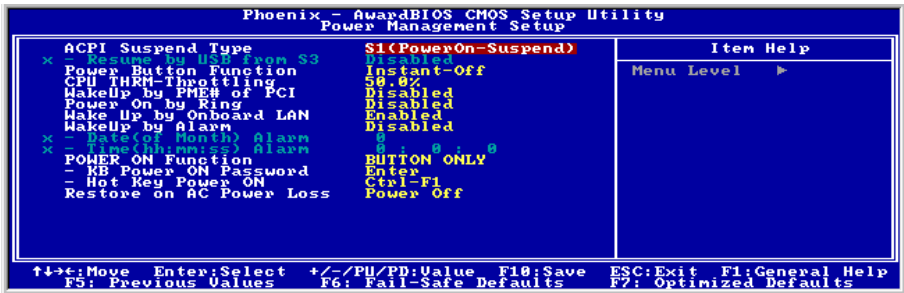 Phoenix - AwardBIOS CMOS Setup Utility
Power Management Setup
ACPI Suspend Type S1(PowerOn-Suspend)
x - Resume by USB from S3 Disabled
Power Button Function Instant-Off
CPU THRM-Throttling 50.0%
WakeUp by PME# of PCI Disabled
Power On by Ring Disabled
Wake Up by Onboard LAN Enabled
WakeUp by Alarm Disabled
x - Date(of Month) Alarm 0
x - Time(hh:mm:ss) Alarm 0 : 0 : 0
POWER ON Function BUTTON ONLY
- KB Power ON Password Enter
- Hot Key Power ON Ctrl-F1
Restore on AC Power Loss Power Off
Item Help
Menu Level ►
↑↓→←:Move Enter:Select +/-/PU/PD:Value F10:Save ESC:Exit F1:General Help
F5: Previous Values F6: Fail-Safe Defaults F7: Optimized Defaults